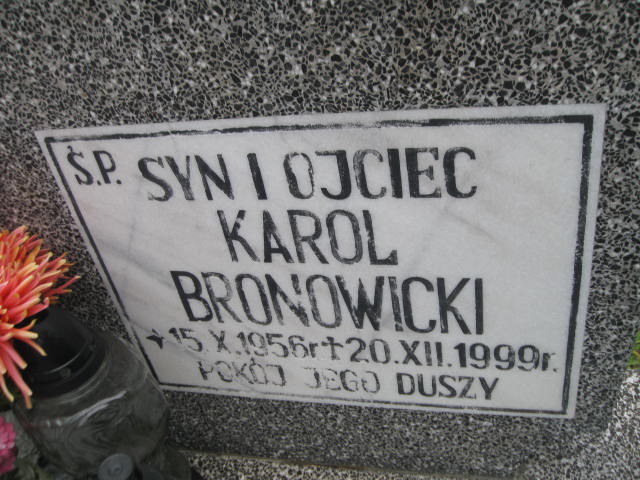 Ś.P. SYN I OJCIEC
KAROL
BRONOWICKI
★15.X.1956r✝20.XII.1999r.
POKÓJ JEGO DUSZY